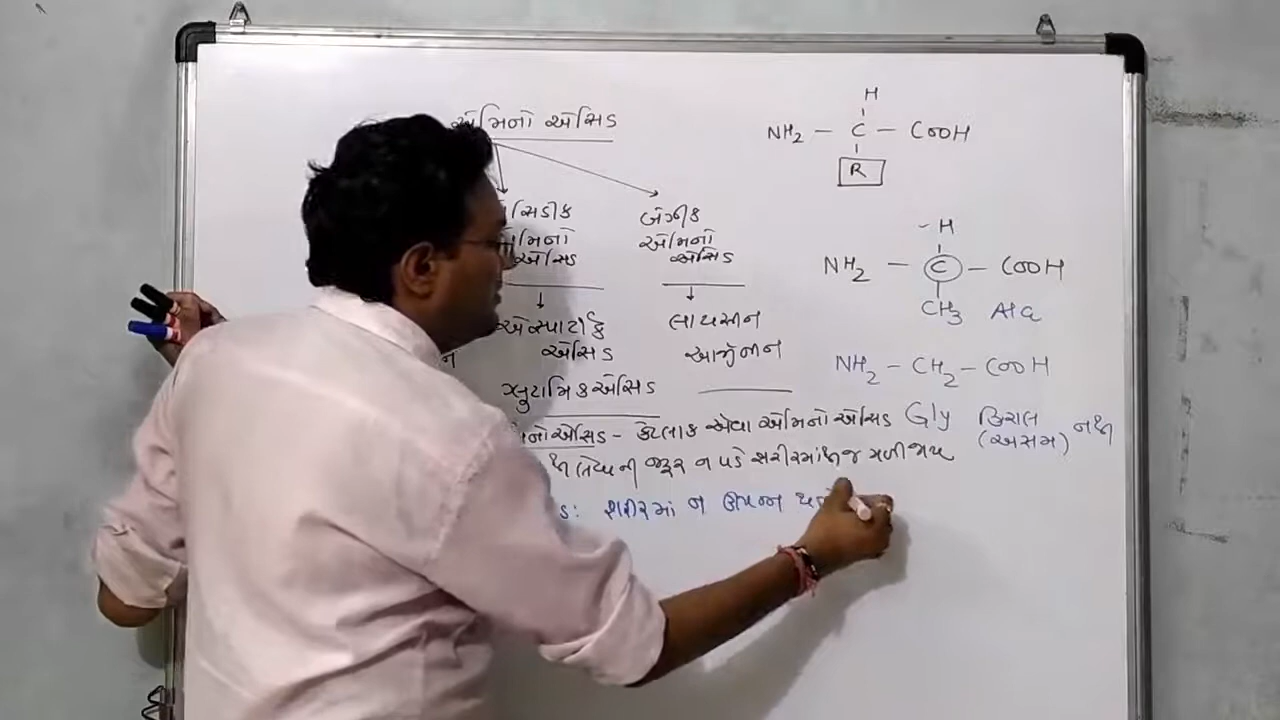 એમિનો એસિડ
એસિડીક
એમિનો
એસિડ
બેઝીક
એમિનો
એસિડ
એસ્પાર્ટીક
એસિડ
ગ્લુટામિક એસિડ
લાયસીન
આર્જીનીન
H
NH2 - C - COOH
R
- H
NH2 - C - COOH
CH3 Ala
NH2 - CH2 - COOH
Gly કિરાલ નથી
(અસમ)
નો એસિડ - કેટલાક એવા એમિનો એસિડ
ની જરૂર ન પડે શરીરમાંથી જ મળી જાય
ડ: શરીરમાં ન ઉત્પન્ન થાય